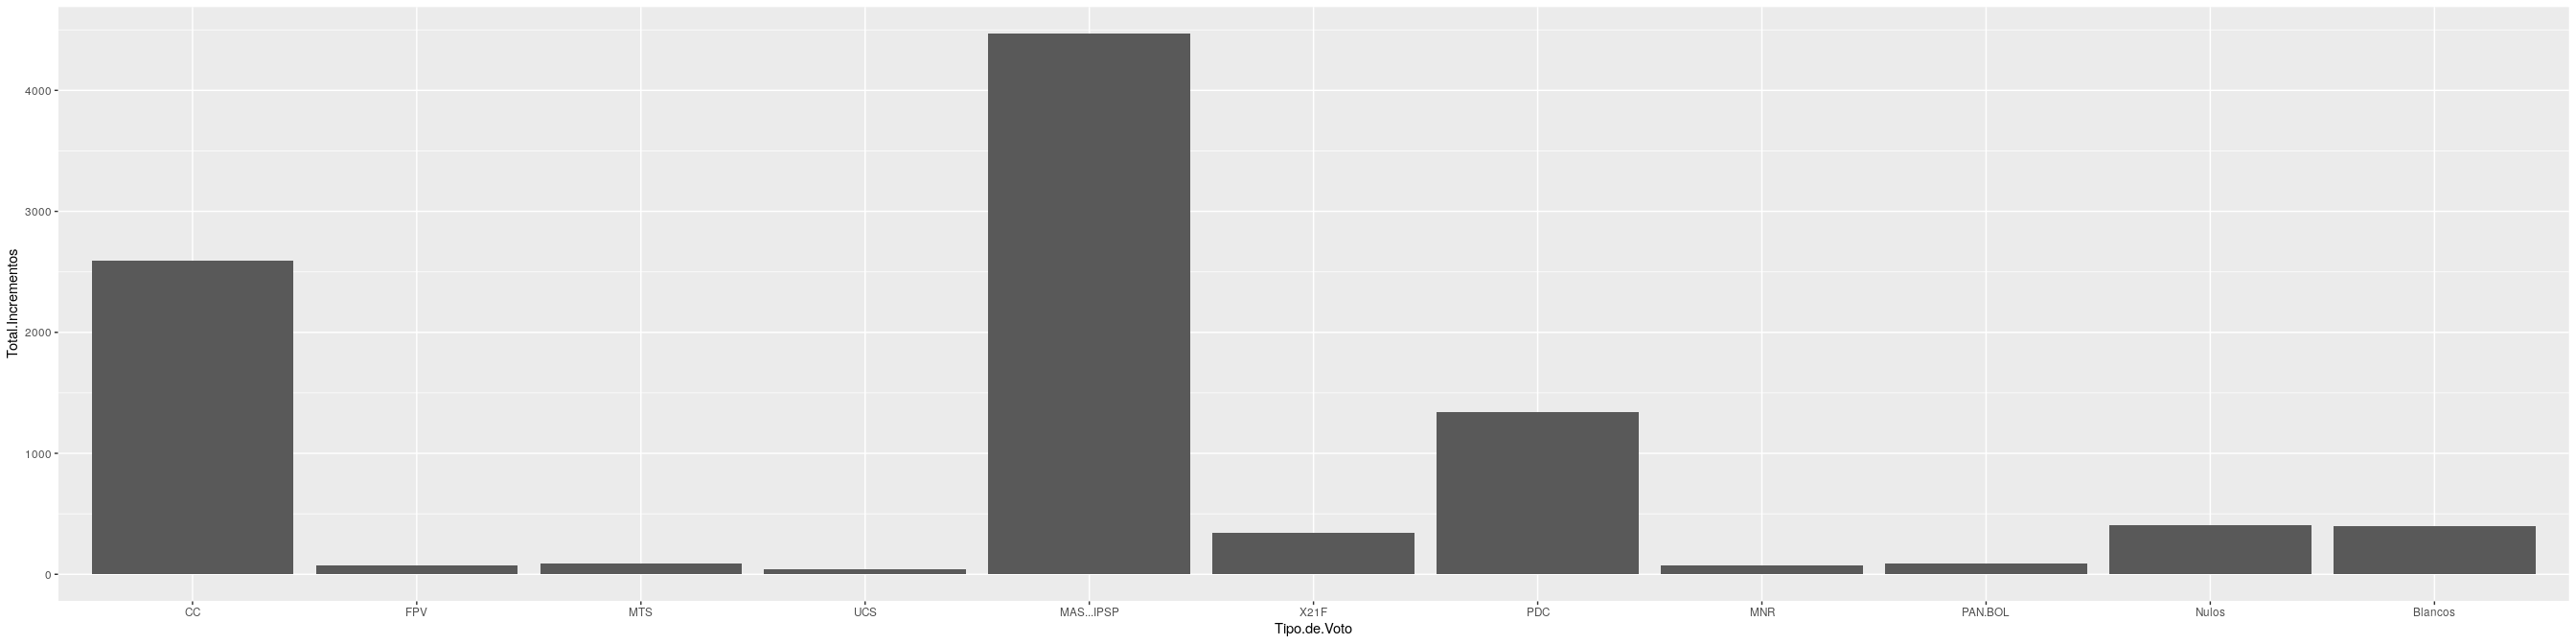 Total.Incrementos
4000
3000
2000
1000
0
CC FPV MTS UCS MAS...IPSP X21F PDC MNR PAN.BOL Nulos Blancos
Tipo.de.Voto